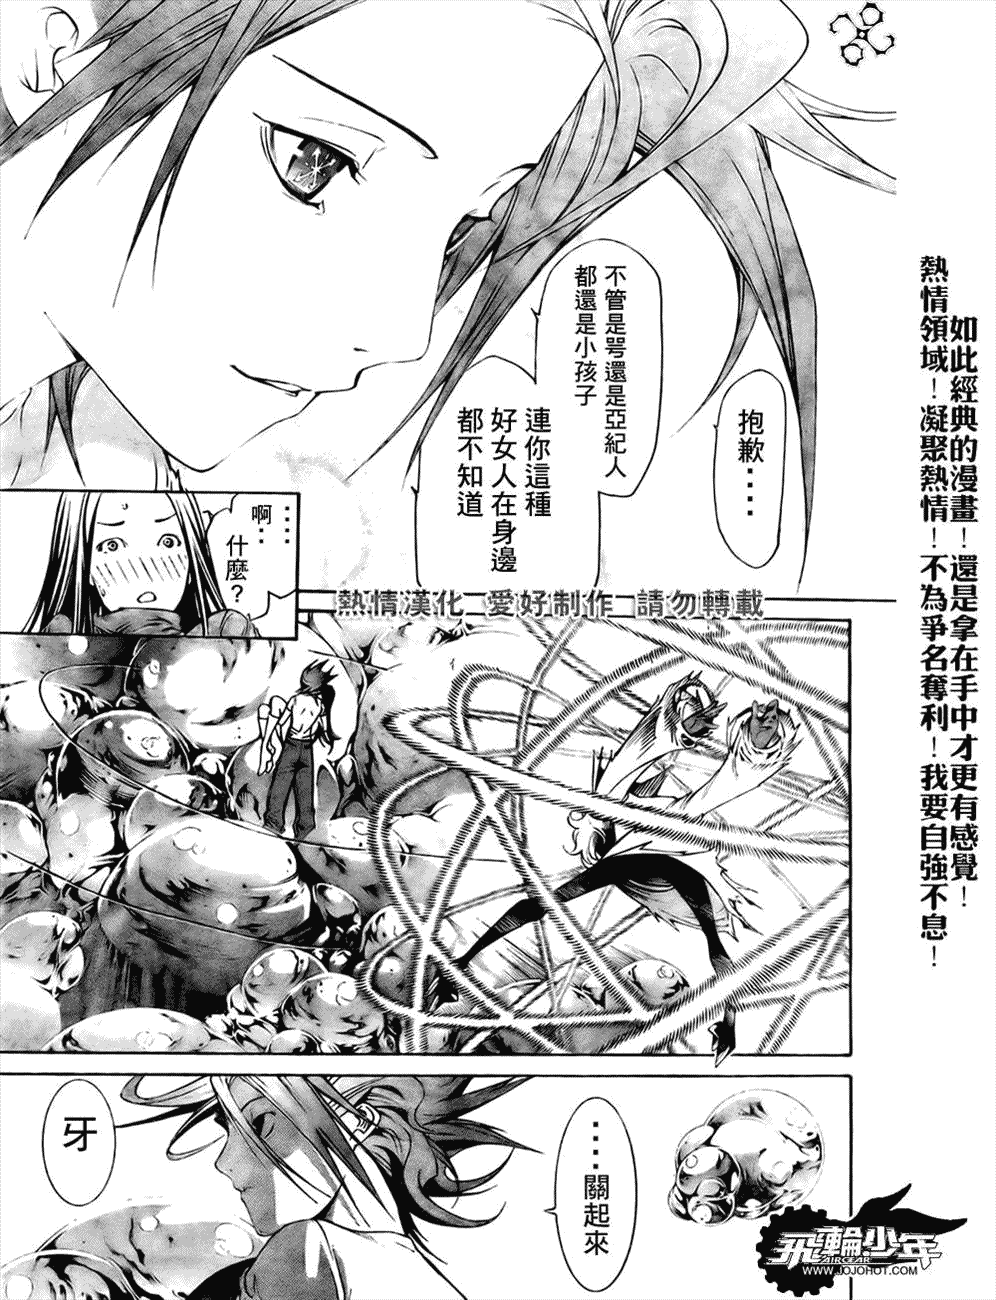 抱歉‥‥
不管是咢還是亞紀人
都還是小孩子
連你這種
好女人在身邊
都不知道
‥‥
啊‥
什麼？
熱情漢化 愛好制作 請勿轉載
‥‥關起來
牙
如此經典的漫畫！還是拿在手中才更有感覺！
熱情領域！凝聚熱情！不為爭名奪利！我要自強不息！
飛輪少年
AIR GEAR
WWW.JOJOHOT.COM